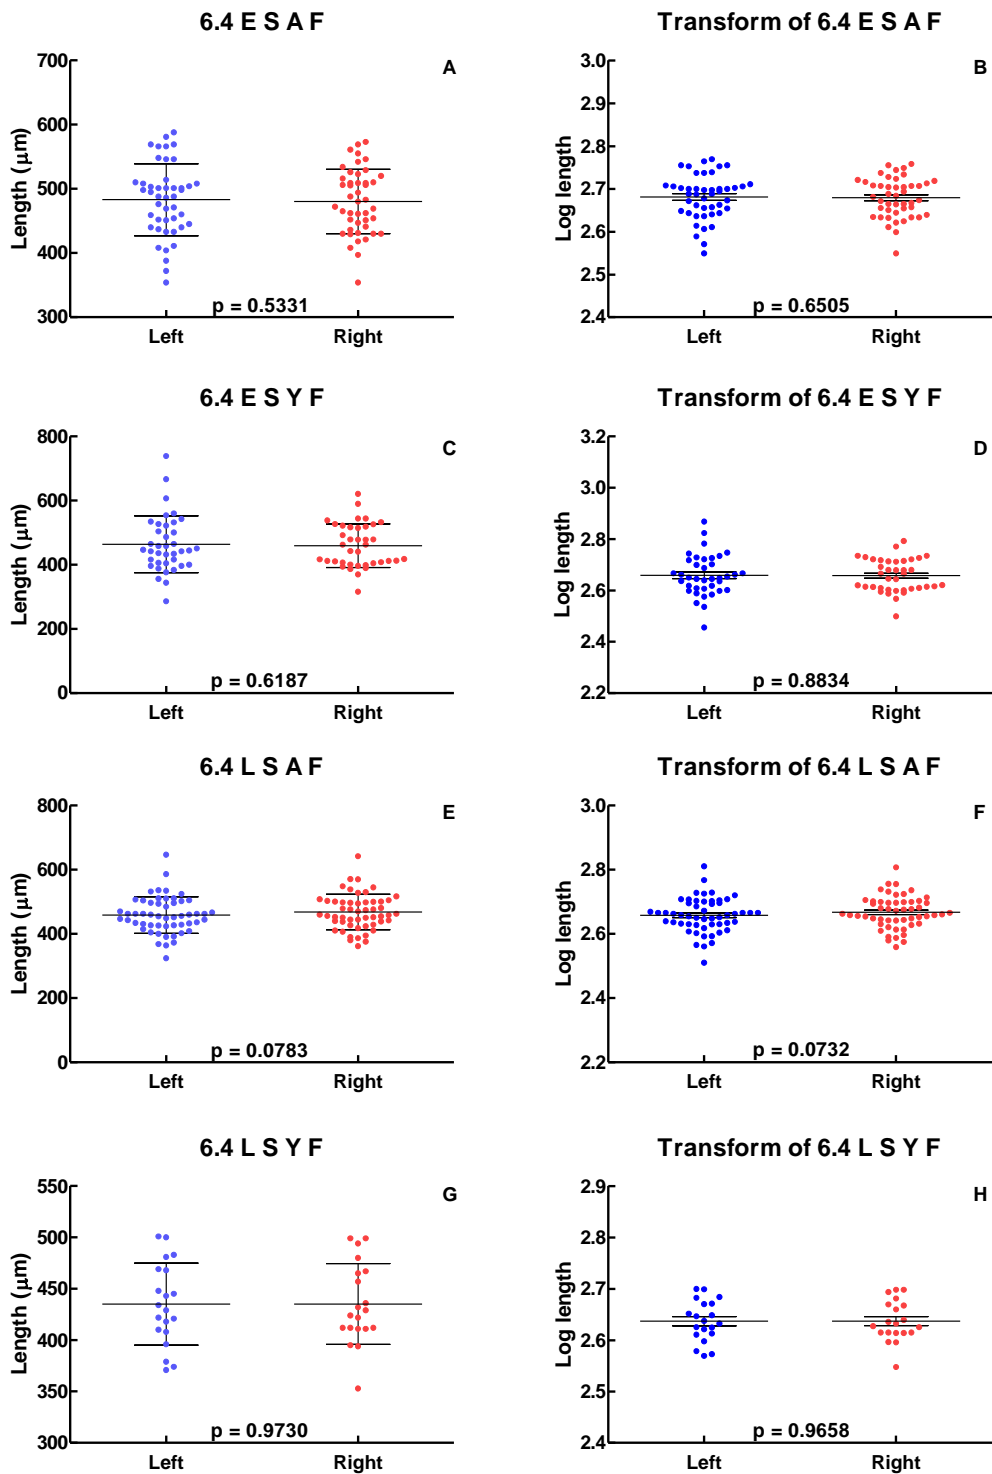 6.4 E S A F
A
700
600
500
400
300
Length (μm)
p = 0.5331
Left
Right
Transform of 6.4 E S A F
B
3.0
2.9
2.8
2.7
2.6
2.5
2.4
Log length
p = 0.6505
Left
Right
6.4 E S Y F
C
800
600
400
200
0
Length (μm)
p = 0.6187
Left
Right
Transform of 6.4 E S Y F
D
3.2
3.0
2.8
2.6
2.4
2.2
Log length
p = 0.8834
Left
Right
6.4 L S A F
E
800
600
400
200
0
Length (μm)
p = 0.0783
Left
Right
Transform of 6.4 L S A F
F
3.0
2.8
2.6
2.4
2.2
Log length
p = 0.0732
Left
Right
6.4 L S Y F
G
550
500
450
400
350
300
Length (μm)
p = 0.9730
Left
Right
Transform of 6.4 L S Y F
H
2.9
2.8
2.7
2.6
2.5
2.4
Log length
p = 0.9658
Left
Right